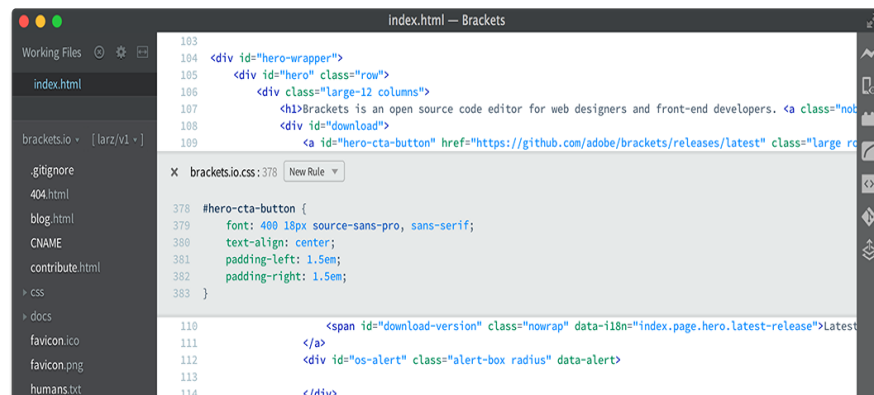 index.html — Brackets
Working Files
index.html
brackets.io [ larz/v1 ]
.gitignore
404.html
blog.html
CNAME
contribute.html
css
docs
favicon.ico
favicon.png
humans.txt
103
104 <div id="hero-wrapper">
105 <div id="hero" class="row">
106 <div class="large-12 columns">
107 <h1>Brackets is an open source code editor for web designers and front-end developers. <a class="nob
108 <div id="download">
109 <a id="hero-cta-button" href="https://github.com/adobe/brackets/releases/latest" class="large ro
brackets.io.css : 378 New Rule
378 #hero-cta-button {
379 font: 400 18px source-sans-pro, sans-serif;
380 text-align: center;
381 padding-left: 1.5em;
382 padding-right: 1.5em;
383 }
110 <span id="download-version" class="nowrap" data-i18n="index.page.hero.latest-release">Latest
111 </a>
112 <div id="os-alert" class="alert-box radius" data-alert>
113
114 </div>